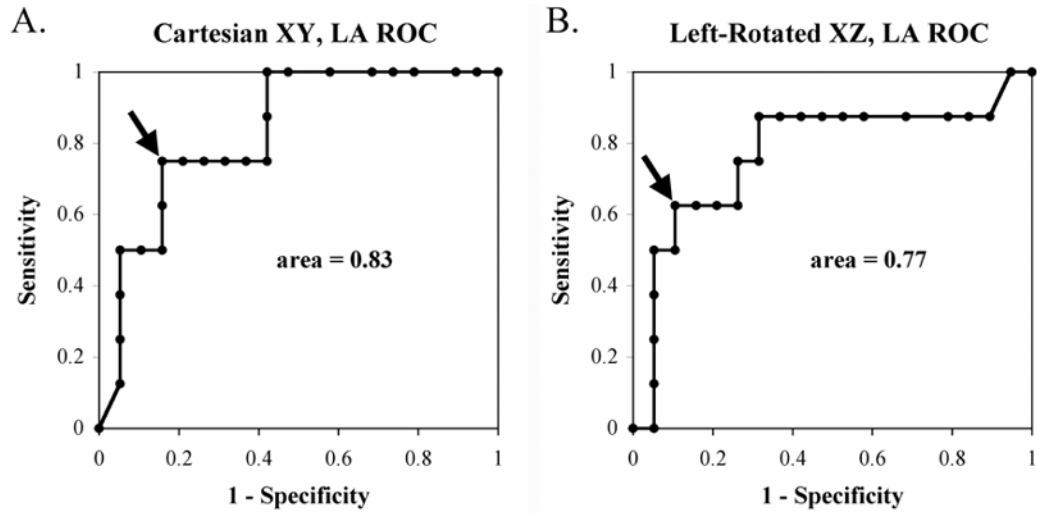 A.
Cartesian XY, LA ROC
1
0.8
0.6
0.4
0.2
0
Sensitivity
area = 0.83
0 0.2 0.4 0.6 0.8 1
1 - Specificity
B.
Left-Rotated XZ, LA ROC
1
0.8
0.6
0.4
0.2
0
Sensitivity
area = 0.77
0 0.2 0.4 0.6 0.8 1
1 - Specificity